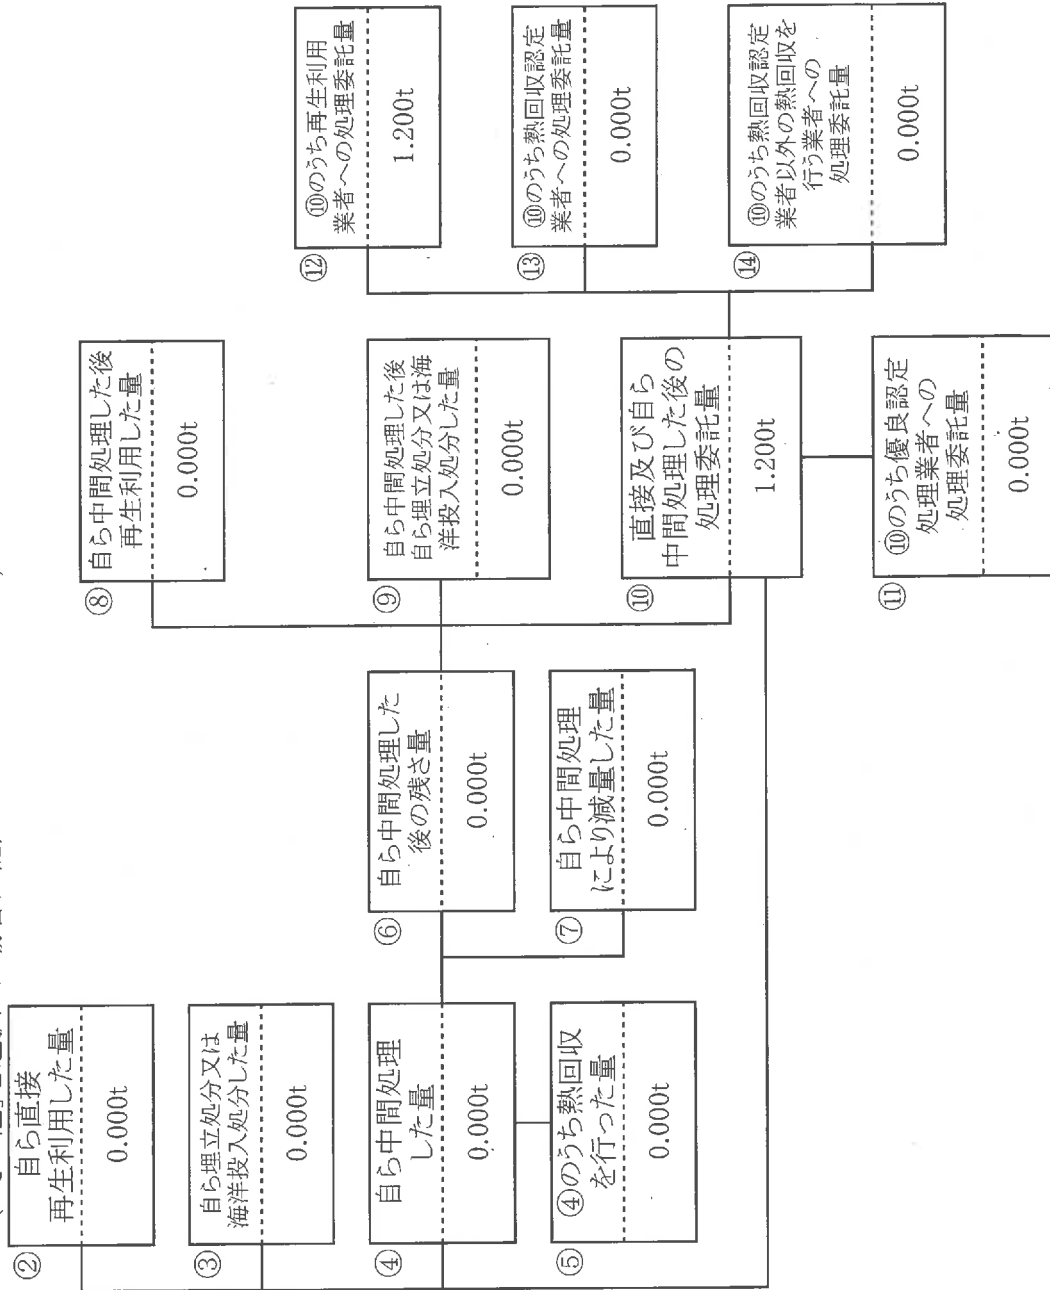 ②
自ら直接
再生利用した量
0.000t
③
自ら埋立処分又は
海洋投入処分した量
0.000t
④
自ら中間処理
した量
0.000t
⑤
④のうち熱回収
を行った量
0.000t
⑥
自ら中間処理した
後の残さ量
0.000t
⑦
自ら中間処理
により減量した量
0.000t
⑧
自ら中間処理した後
再生利用した量
0.000t
⑨
自ら中間処理した後
自ら埋立処分又は海
洋投入処分した量
0.000t
⑩
直接及び自ら
中間処理した後の
処理委託量
1.200t
⑪
⑩のうち優良認定
処理業者への
処理委託量
0.000t
⑫
⑩のうち再生利用
業者への処理委託量
1.200t
⑬
⑩のうち熱回収認定
業者への処理委託量
0.000t
⑭
⑩のうち熱回収認定
業者以外の熱回収を
行う業者への
処理委託量
0.000t